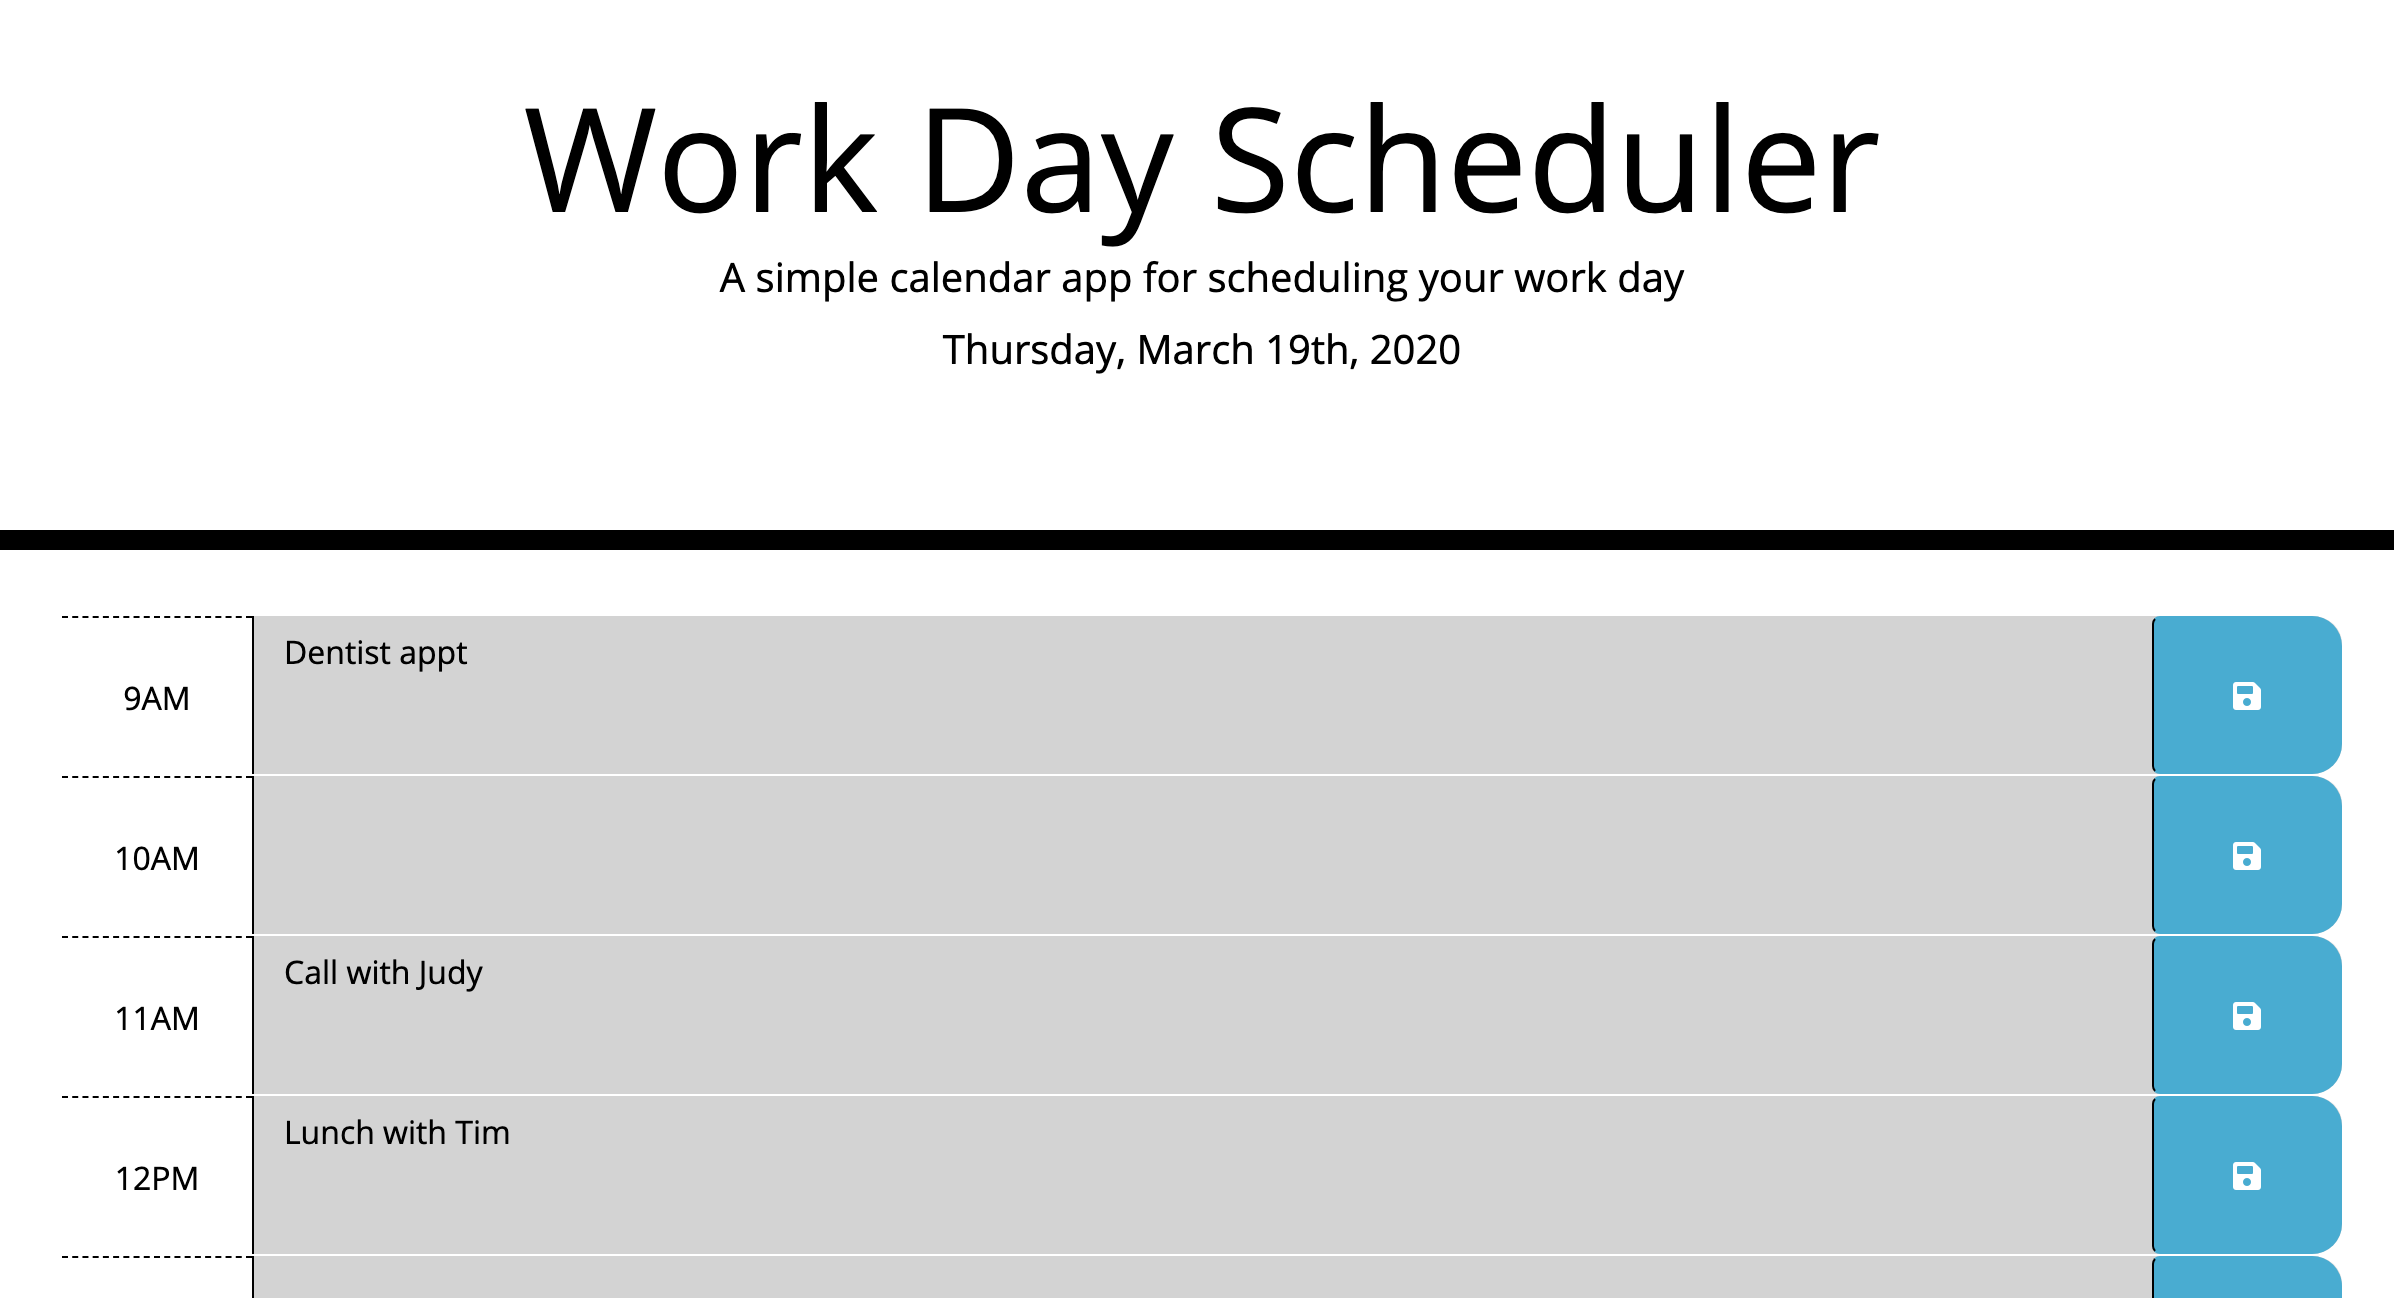 Work Day Scheduler
A simple calendar app for scheduling your work day
Thursday, March 19th, 2020
Dentist appt
9AM
10AM
Call with Judy
11AM
Lunch with Tim
12PM